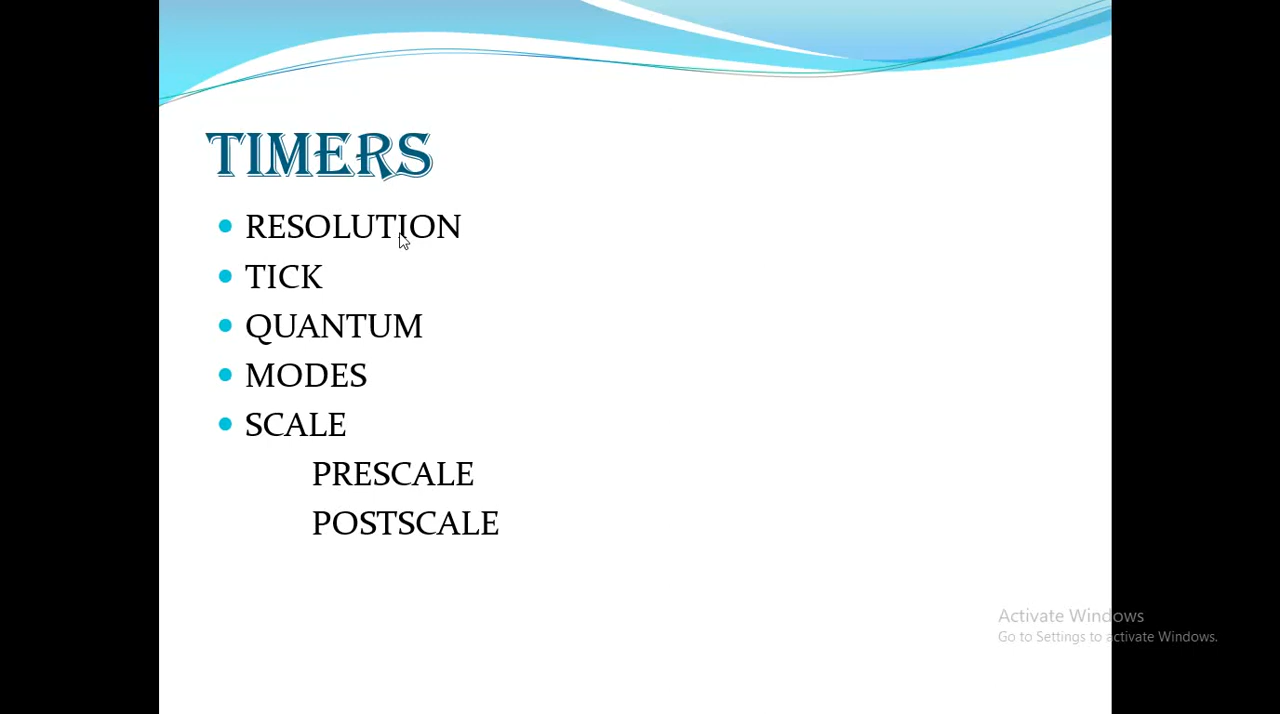 TIMERS
RESOLUTION
TICK
QUANTUM
MODES
SCALE
PRESCALE
POSTSCALE
Activate Windows
Go to Settings to activate Windows.